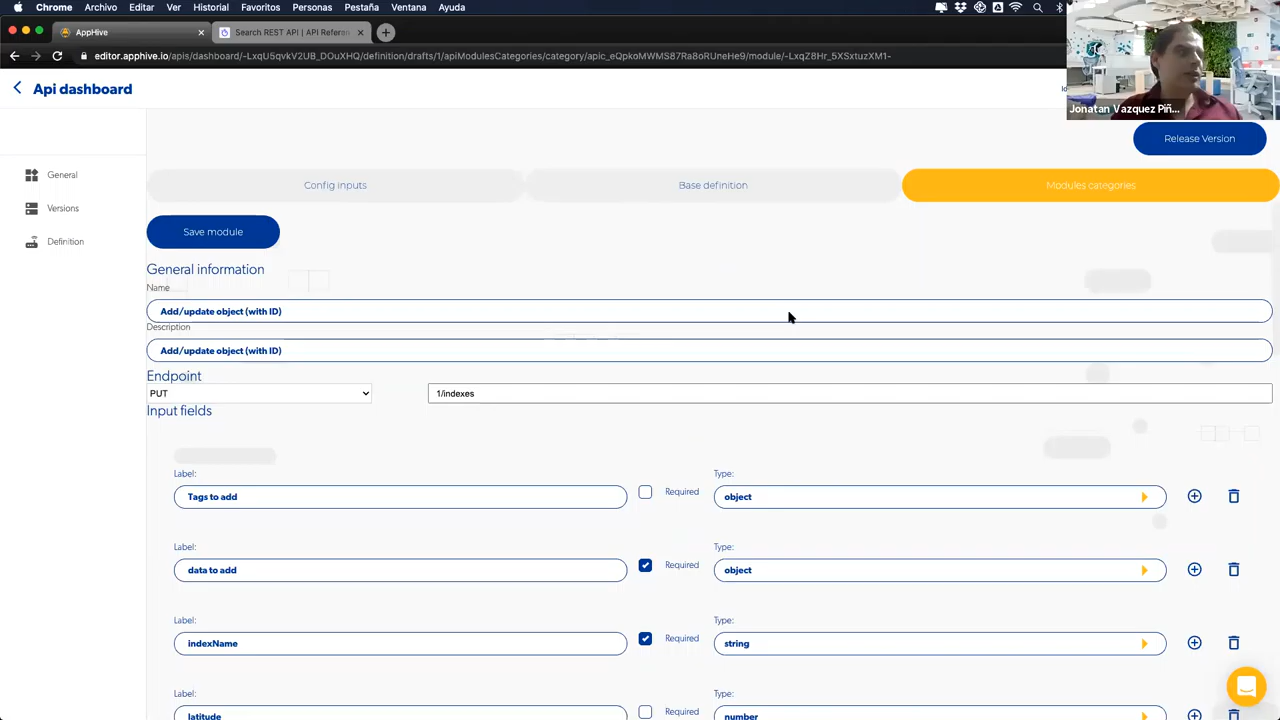 Chrome Archivo Editar Ver Historial Favoritos Personas Pestaña Ventana Ayuda
AppHive
Search REST API | API Referen
editor.apphive.io/apis/dashboard/-LxqU5qvkV2UB_DOuXHQ/definition/drafts/1/apiModulesCategories/category/apic_eQpkoMWMS87Ra8oRUneHe9/module/-LxqZ8Hr_5XSxtuzXM1-
Api dashboard
Jonatan Vazquez Piñ...
Release Version
General
Versions
Definition
Config inputs
Base definition
Modules categories
Save module
General information
Name
Add/update object (with ID)
Description
Add/update object (with ID)
Endpoint
PUT
1/indexes
Input fields
Label:
Type:
Tags to add
Required
object
Label:
Type:
data to add
Required
object
Label:
Type:
indexName
Required
string
Label:
Type:
latitude
Required
number